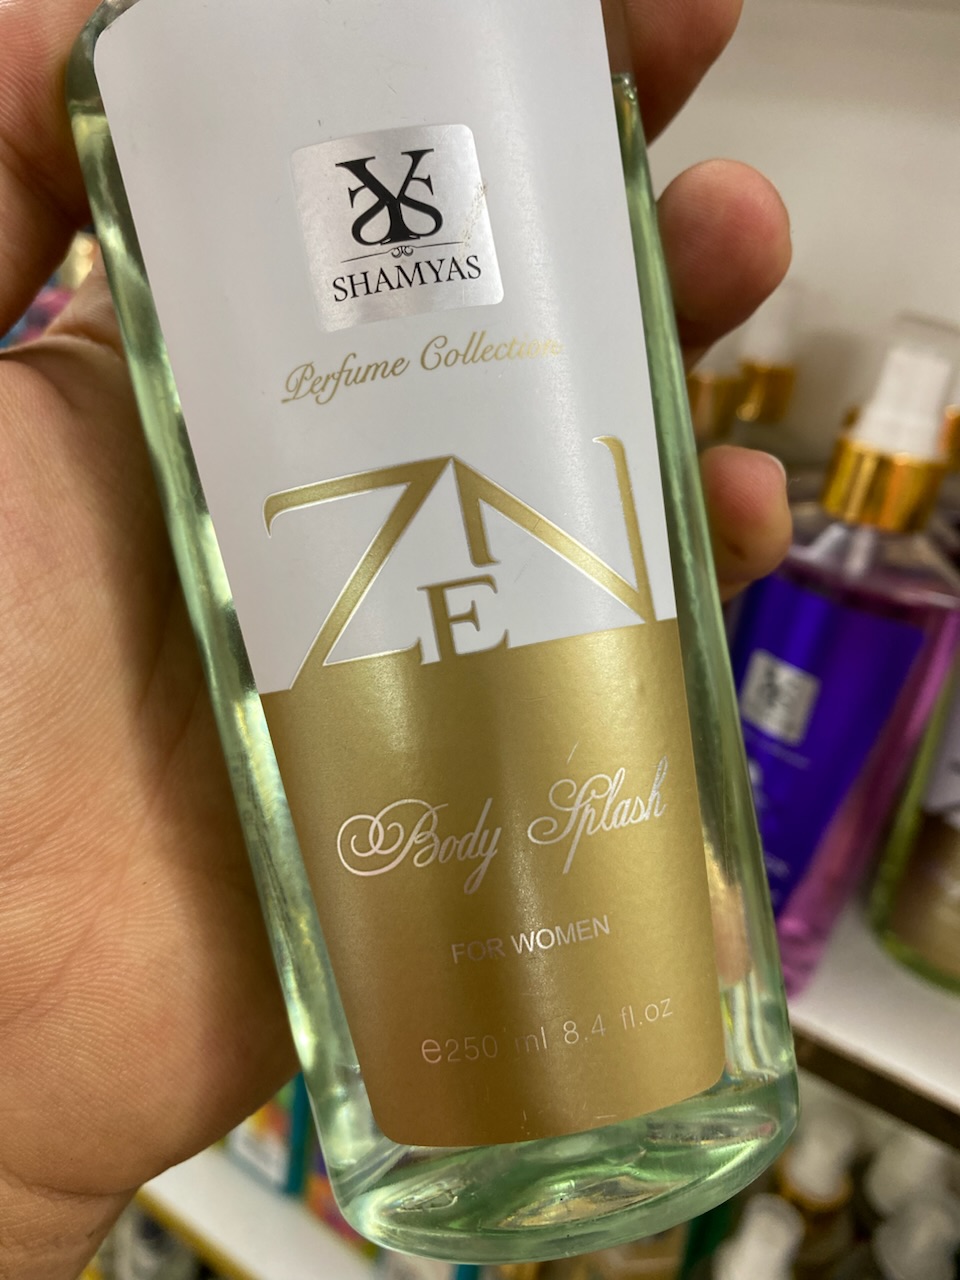 SHAMYAS
Perfume Collection
ZEN
Body Splash
FOR WOMEN
e250 ml 8.4 fl.oz